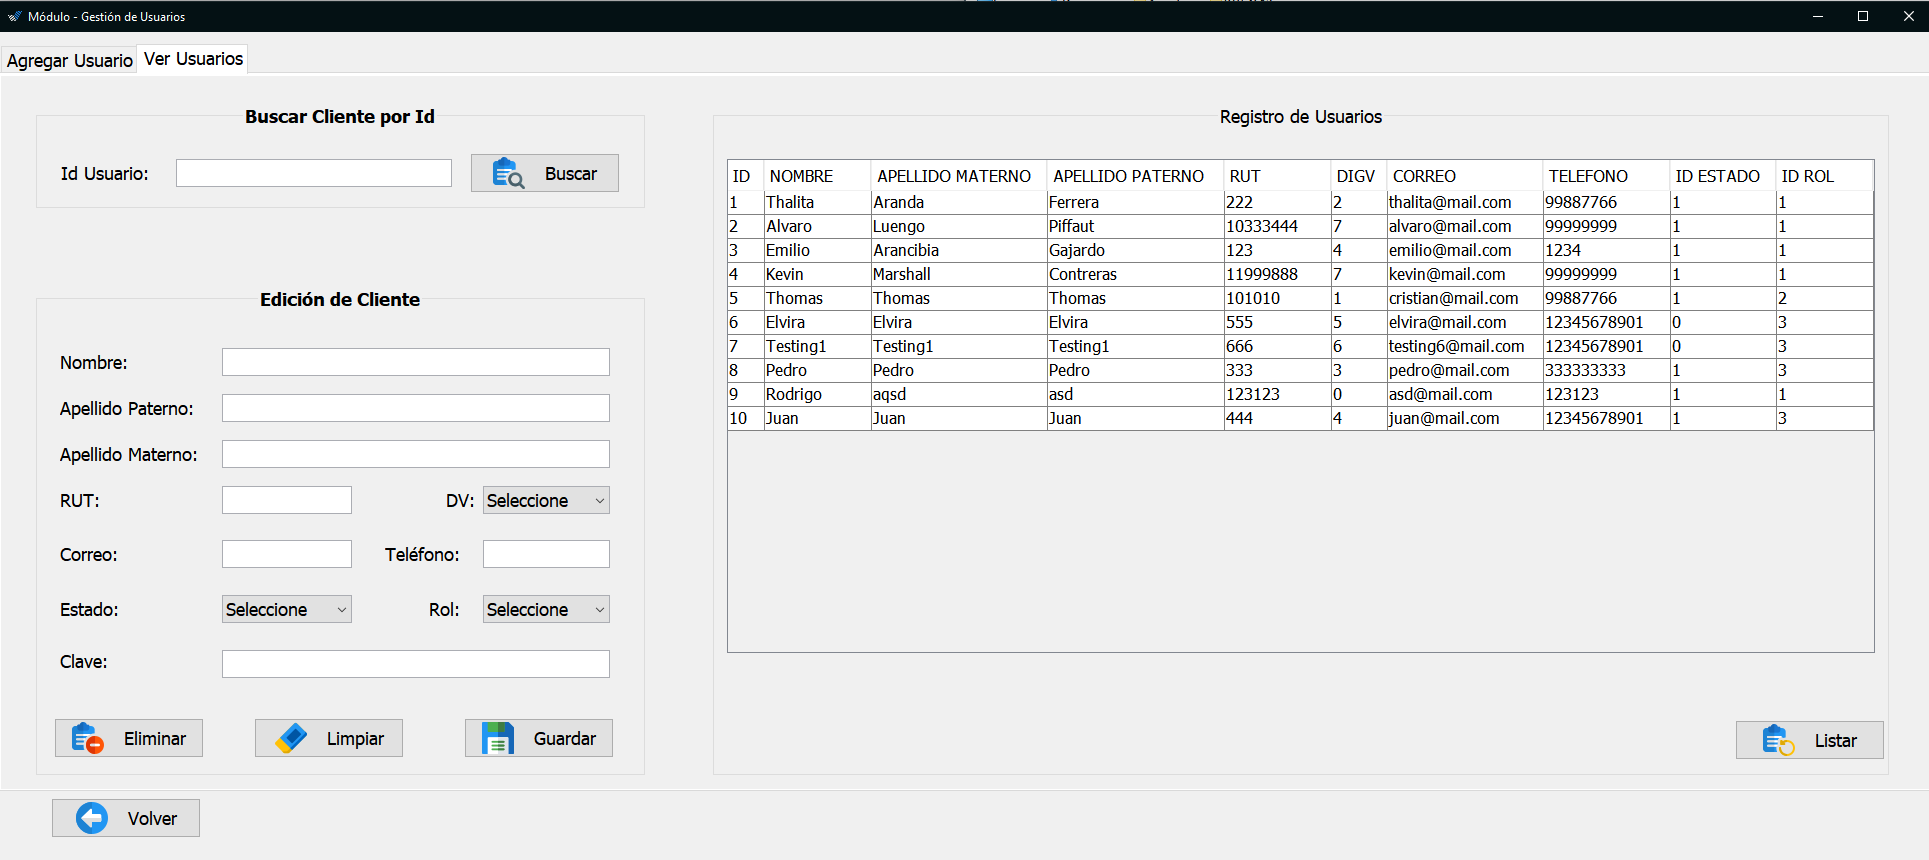 Módulo - Gestión de Usuarios
Agregar Usuario Ver Usuarios
Buscar Cliente por Id
Id Usuario: Buscar
Edición de Cliente
Nombre:
Apellido Paterno:
Apellido Materno:
RUT: DV: Seleccione
Correo: Teléfono:
Estado: Seleccione Rol: Seleccione
Clave:
Eliminar Limpiar Guardar
Registro de Usuarios
ID NOMBRE APELLIDO MATERNO APELLIDO PATERNO RUT DIGV CORREO TELEFONO ID ESTADO ID ROL
1 Thalita Aranda Ferrera 222 2 thalita@mail.com 99887766 1 1
2 Alvaro Luengo Piffaut 10333444 7 alvaro@mail.com 99999999 1 1
3 Emilio Arancibia Gajardo 123 4 emilio@mail.com 1234 1 1
4 Kevin Marshall Contreras 11999888 7 kevin@mail.com 99999999 1 1
5 Thomas Thomas Thomas 101010 1 cristian@mail.com 99887766 1 2
6 Elvira Elvira Elvira 555 5 elvira@mail.com 12345678901 0 3
7 Testing1 Testing1 Testing1 666 6 testing6@mail.com 12345678901 0 3
8 Pedro Pedro Pedro 333 3 pedro@mail.com 333333333 1 3
9 Rodrigo aqsd asd 123123 0 asd@mail.com 123123 1 1
10 Juan Juan Juan 444 4 juan@mail.com 12345678901 1 3
Listar
Volver